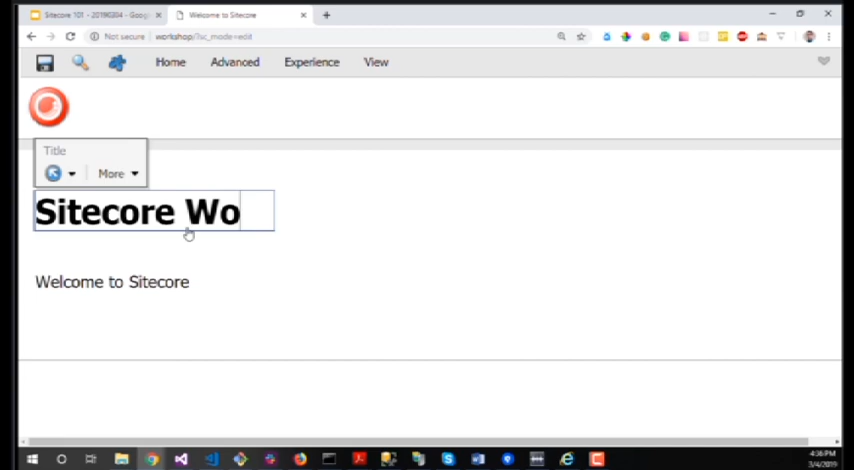 Sitecore 101 - 20190304 - Googl
Welcome to Sitecore
Not secure
workshop/?sc_mode=edit
Home
Advanced
Experience
View
Title
More
Sitecore Wo
Welcome to Sitecore
4:36 PM
3/4/2019